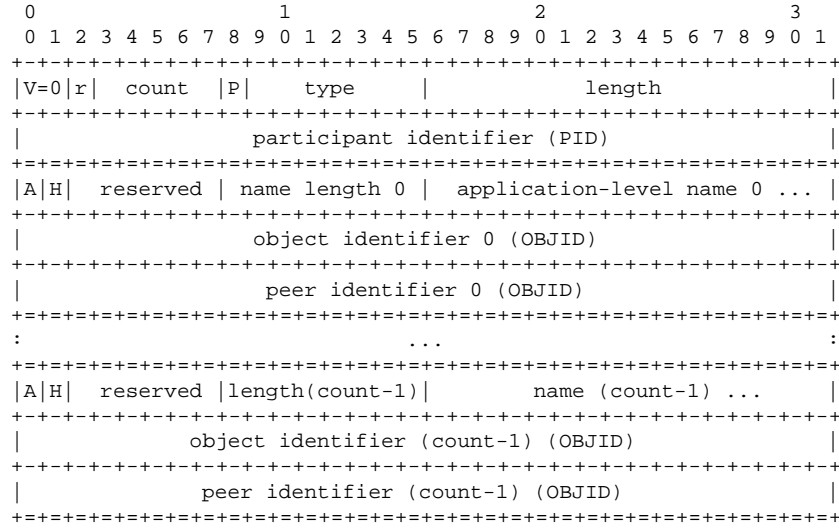 0                   1                   2                   3
 0 1 2 3 4 5 6 7 8 9 0 1 2 3 4 5 6 7 8 9 0 1 2 3 4 5 6 7 8 9 0 1
+-+-+-+-+-+-+-+-+-+-+-+-+-+-+-+-+-+-+-+-+-+-+-+-+-+-+-+-+-+-+-+-+
|V=0|r|  count  |P|    type     |            length             |
+-+-+-+-+-+-+-+-+-+-+-+-+-+-+-+-+-+-+-+-+-+-+-+-+-+-+-+-+-+-+-+-+
|                  participant identifier (PID)                 |
+=+=+=+=+=+=+=+=+=+=+=+=+=+=+=+=+=+=+=+=+=+=+=+=+=+=+=+=+=+=+=+=+
|A|H|  reserved | name length 0 |  application-level name 0 ... |
+-+-+-+-+-+-+-+-+-+-+-+-+-+-+-+-+-+-+-+-+-+-+-+-+-+-+-+-+-+-+-+-+
|                  object identifier 0 (OBJID)                  |
+-+-+-+-+-+-+-+-+-+-+-+-+-+-+-+-+-+-+-+-+-+-+-+-+-+-+-+-+-+-+-+-+
|                   peer identifier 0 (OBJID)                   |
+=+=+=+=+=+=+=+=+=+=+=+=+=+=+=+=+=+=+=+=+=+=+=+=+=+=+=+=+=+=+=+=+
:                              ...                              :
+=+=+=+=+=+=+=+=+=+=+=+=+=+=+=+=+=+=+=+=+=+=+=+=+=+=+=+=+=+=+=+=+
|A|H|  reserved |length(count-1)|        name (count-1) ...     |
+-+-+-+-+-+-+-+-+-+-+-+-+-+-+-+-+-+-+-+-+-+-+-+-+-+-+-+-+-+-+-+-+
|             object identifier (count-1) (OBJID)               |
+-+-+-+-+-+-+-+-+-+-+-+-+-+-+-+-+-+-+-+-+-+-+-+-+-+-+-+-+-+-+-+-+
|              peer identifier (count-1) (OBJID)                |
+=+=+=+=+=+=+=+=+=+=+=+=+=+=+=+=+=+=+=+=+=+=+=+=+=+=+=+=+=+=+=+=+